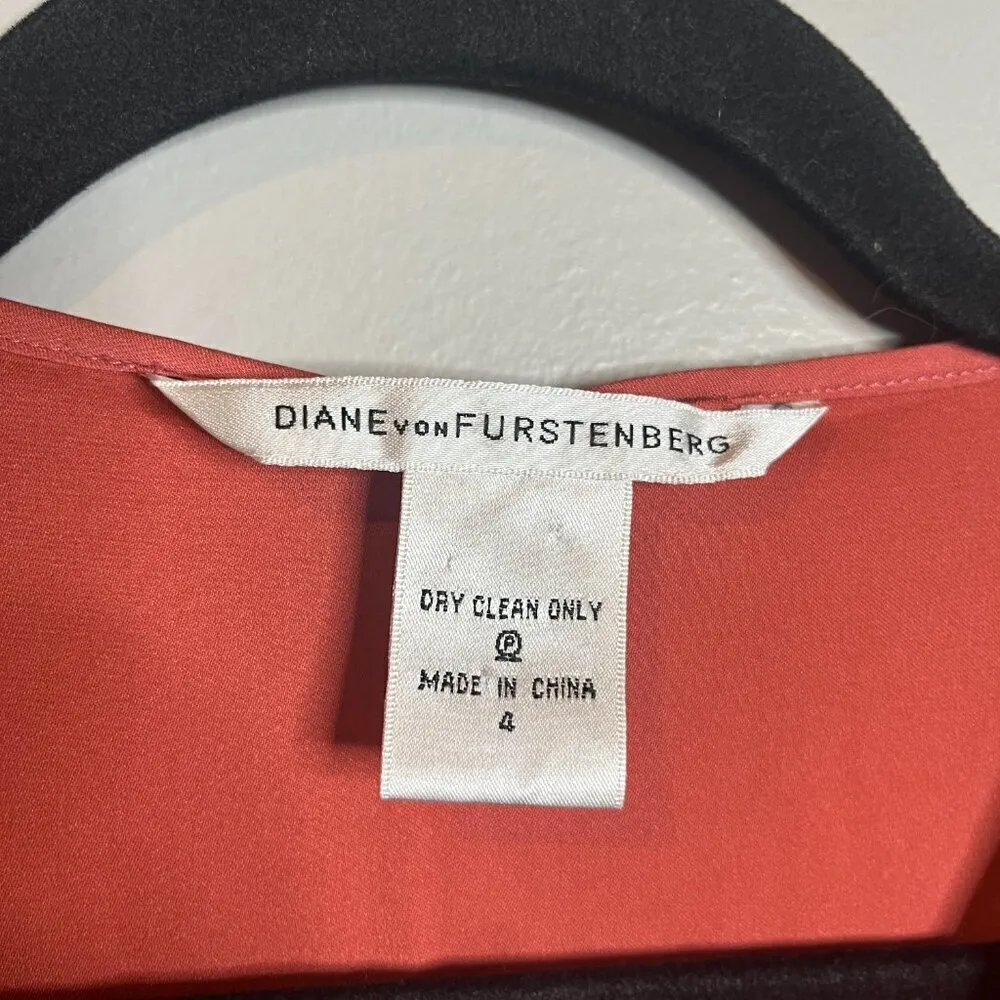 DIANE VON FURSTENBERG
DRY CLEAN ONLY
P
MADE IN CHINA
4